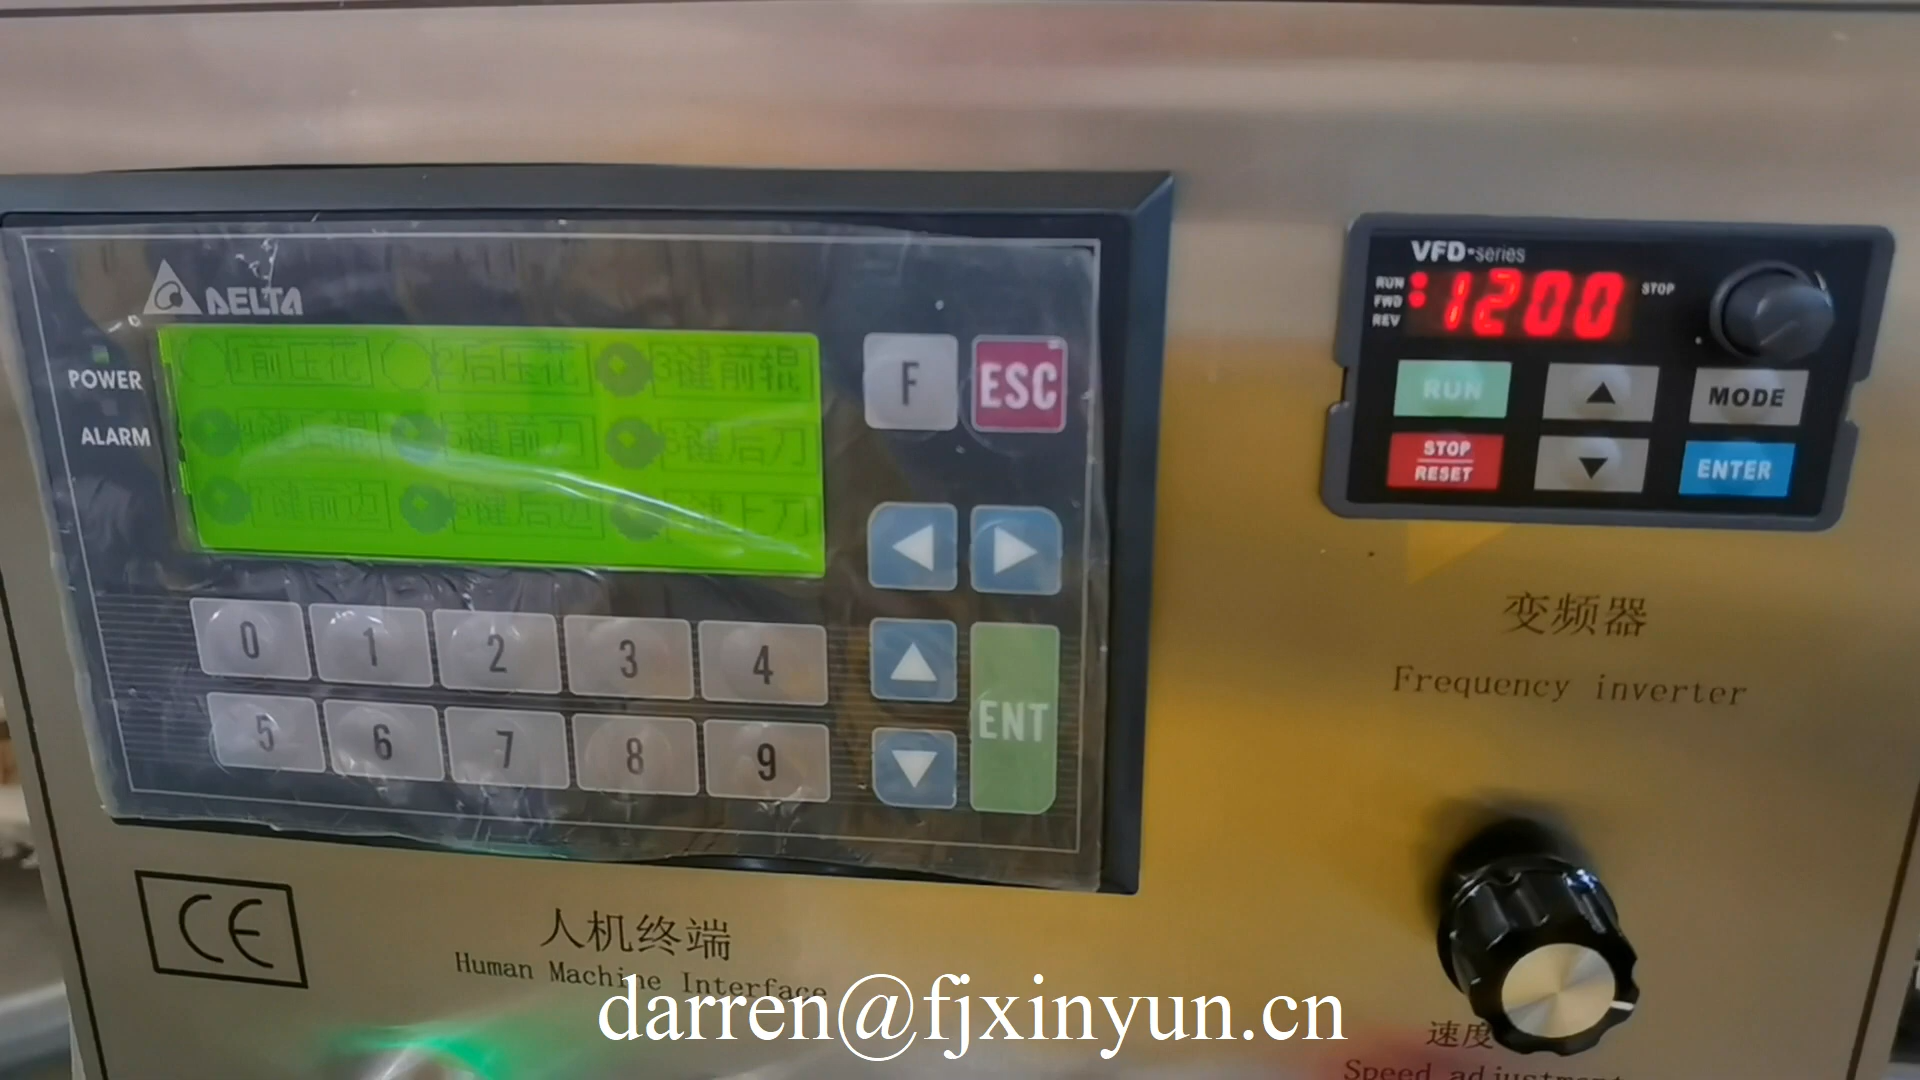 DELTA
POWER
ALARM
1前压花 2后压花 3键前辊
5键前刀 6键后刀
7键前边 8键后边 键上刀
F ESC
0 1 2 3 4
5 6 7 8 9
ENT
CE
人机终端
Human Machine Interface
VFD-series
RUN
FWD
REV
1200
STOP
RUN MODE
STOP
RESET
ENTER
变频器
Frequency inverter
速度
Speed adjustment
darren@fjxinyun.cn